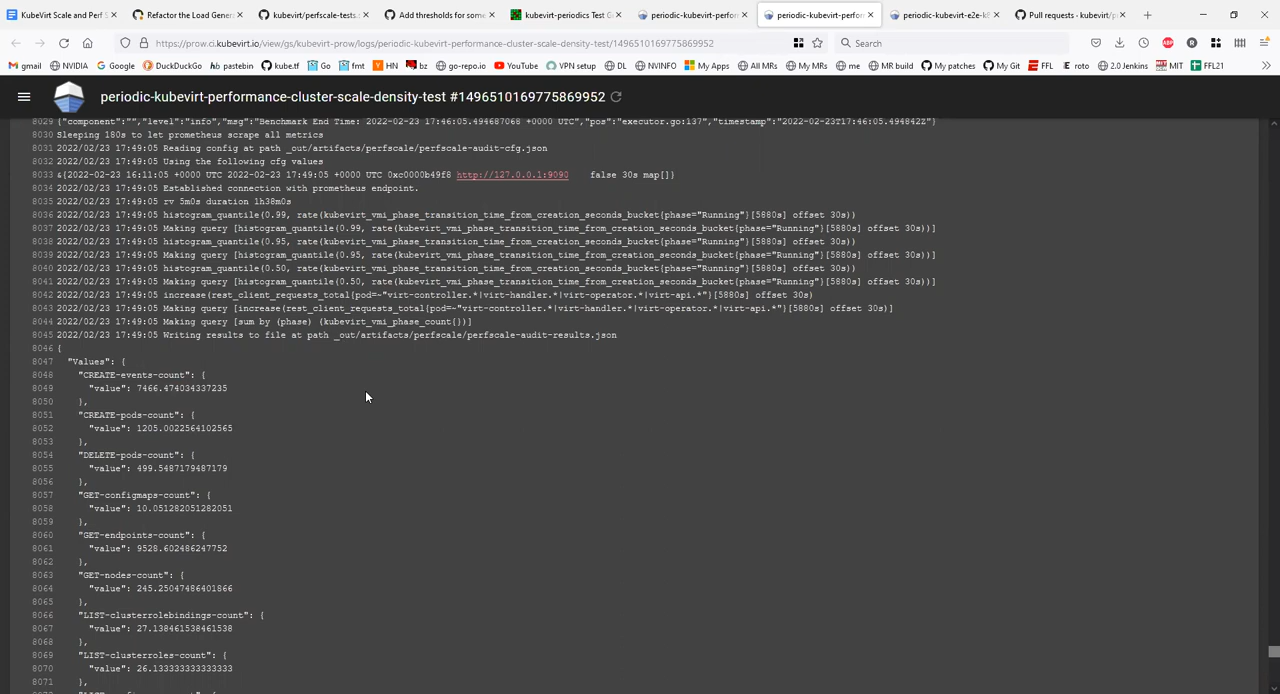 KubeVirt Scale and Perf S
Refactor the Load Genera
kubevirt/perfscale-tests.
Add thresholds for some
kubevirt-periodics Test G
periodic-kubevirt-perform
periodic-kubevirt-perform
periodic-kubevirt-e2e-k8
Pull requests · kubevirt/p
https://prow.ci.kubevirt.io/view/gs/kubevirt-prow/logs/periodic-kubevirt-performance-cluster-scale-density-test/1496510169775869952
Search
gmail NVIDIA Google DuckDuckGo pastebin kube.tf Go fmt HN bz go-repo.io YouTube VPN setup DL NVINFO My Apps All MRs My MRs me MR build My patches My Git FFL roto 2.0 Jenkins MIT FFL21
periodic-kubevirt-performance-cluster-scale-density-test #1496510169775869952
8029 {"component":"","level":"info","msg":"Benchmark End Time: 2022-02-23 17:46:05.494687068 +0000 UTC","pos":"executor.go:137","timestamp":"2022-02-23T17:46:05.494842Z"}
8030 Sleeping 180s to let prometheus scrape all metrics
8031 2022/02/23 17:49:05 Reading config at path _out/artifacts/perfscale/perfscale-audit-cfg.json
8032 2022/02/23 17:49:05 Using the following cfg values
8033 &{2022-02-23 16:11:05 +0000 UTC 2022-02-23 17:49:05 +0000 UTC 0xc0000b49f8 http://127.0.0.1:9090 false 30s map[]}
8034 2022/02/23 17:49:05 Established connection with prometheus endpoint.
8035 2022/02/23 17:49:05 rv 5m0s duration 1h38m0s
8036 2022/02/23 17:49:05 histogram_quantile(0.99, rate(kubevirt_vmi_phase_transition_time_from_creation_seconds_bucket{phase="Running"}[5880s] offset 30s))
8037 2022/02/23 17:49:05 Making query [histogram_quantile(0.99, rate(kubevirt_vmi_phase_transition_time_from_creation_seconds_bucket{phase="Running"}[5880s] offset 30s))]
8038 2022/02/23 17:49:05 histogram_quantile(0.95, rate(kubevirt_vmi_phase_transition_time_from_creation_seconds_bucket{phase="Running"}[5880s] offset 30s))
8039 2022/02/23 17:49:05 Making query [histogram_quantile(0.95, rate(kubevirt_vmi_phase_transition_time_from_creation_seconds_bucket{phase="Running"}[5880s] offset 30s))]
8040 2022/02/23 17:49:05 histogram_quantile(0.50, rate(kubevirt_vmi_phase_transition_time_from_creation_seconds_bucket{phase="Running"}[5880s] offset 30s))
8041 2022/02/23 17:49:05 Making query [histogram_quantile(0.50, rate(kubevirt_vmi_phase_transition_time_from_creation_seconds_bucket{phase="Running"}[5880s] offset 30s))]
8042 2022/02/23 17:49:05 increase(rest_client_requests_total{pod=~"virt-controller.*|virt-handler.*|virt-operator.*|virt-api.*"}[5880s] offset 30s)
8043 2022/02/23 17:49:05 Making query [increase(rest_client_requests_total{pod=~"virt-controller.*|virt-handler.*|virt-operator.*|virt-api.*"}[5880s] offset 30s)]
8044 2022/02/23 17:49:05 Making query [sum by (phase) (kubevirt_vmi_phase_count{})]
8045 2022/02/23 17:49:05 Writing results to file at path _out/artifacts/perfscale/perfscale-audit-results.json
8046 {
8047 "Values": {
8048 "CREATE-events-count": {
8049 "value": 7466.474034337235
8050 },
8051 "CREATE-pods-count": {
8052 "value": 1205.0022564102565
8053 },
8054 "DELETE-pods-count": {
8055 "value": 499.5487179487179
8056 },
8057 "GET-configmaps-count": {
8058 "value": 10.051282051282051
8059 },
8060 "GET-endpoints-count": {
8061 "value": 9528.602486247752
8062 },
8063 "GET-nodes-count": {
8064 "value": 245.25047486401866
8065 },
8066 "LIST-clusterrolebindings-count": {
8067 "value": 27.138461538461538
8068 },
8069 "LIST-clusterroles-count": {
8070 "value": 26.133333333333333
8071 },